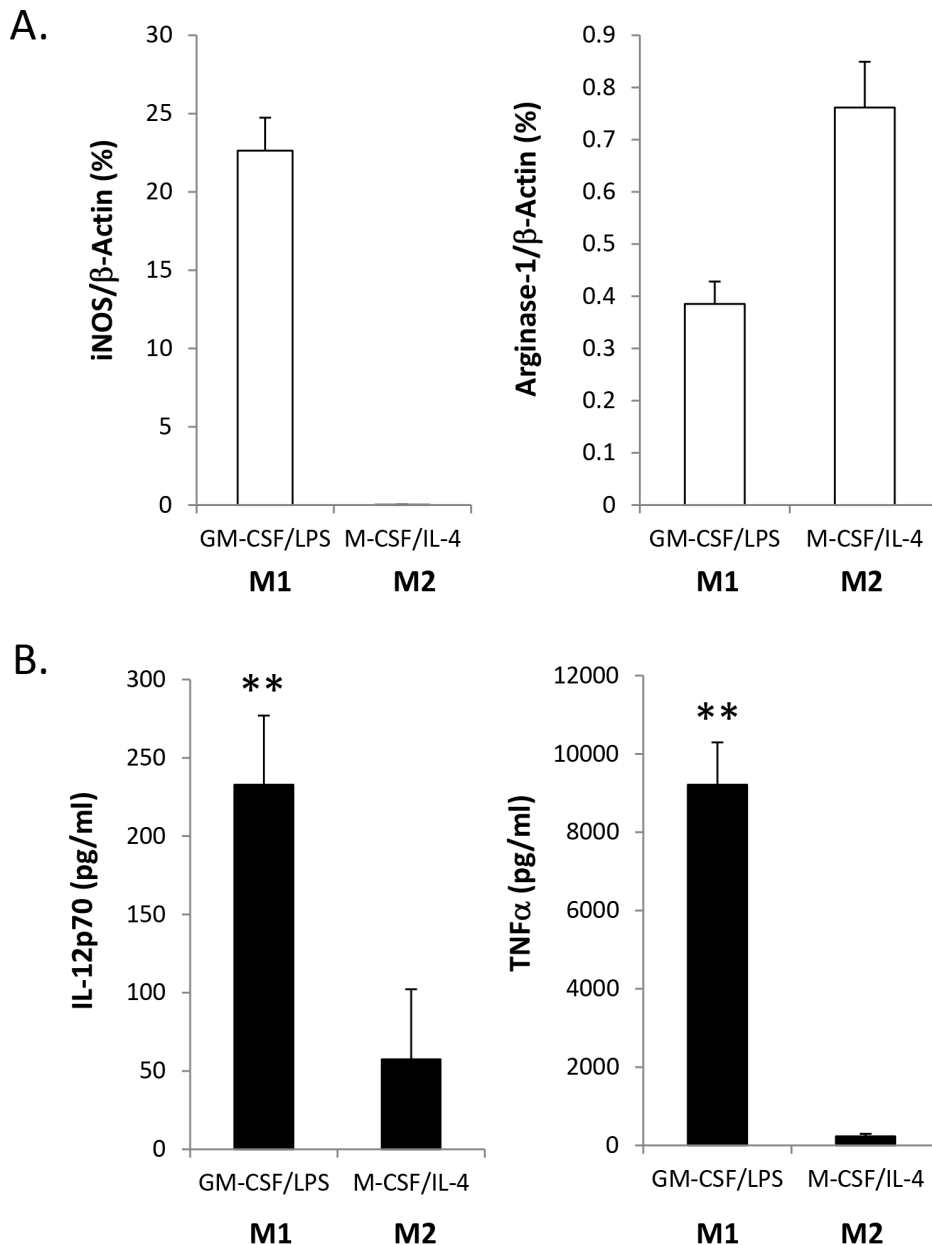 A.
iNOS/β-Actin (%)
30
25
20
15
10
5
0
GM-CSF/LPS M-CSF/IL-4
M1 M2
Arginase-1/β-Actin (%)
0.9
0.8
0.7
0.6
0.5
0.4
0.3
0.2
0.1
0
GM-CSF/LPS M-CSF/IL-4
M1 M2
B.
IL-12p70 (pg/ml)
300
250
200
150
100
50
0
**
GM-CSF/LPS M-CSF/IL-4
M1 M2
TNFα (pg/ml)
12000
10000
8000
6000
4000
2000
0
**
GM-CSF/LPS M-CSF/IL-4
M1 M2